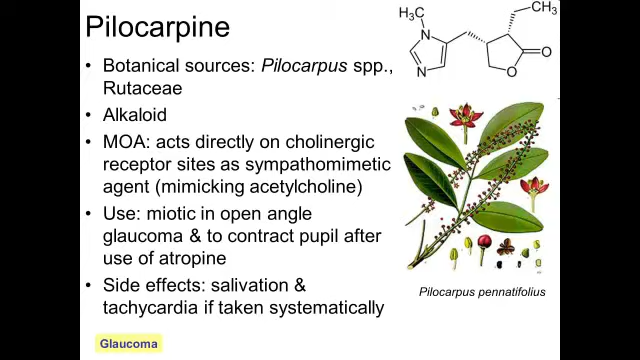 Pilocarpine
• Botanical sources: Pilocarpus spp.,
Rutaceae
• Alkaloid
• MOA: acts directly on cholinergic
receptor sites as sympathomimetic
agent (mimicking acetylcholine)
• Use: miotic in open angle
glaucoma & to contract pupil after
use of atropine
• Side effects: salivation &
tachycardia if taken systematically
Glaucoma
H₃C
CH₃
N
O
N
O
Pilocarpus pennatifolius